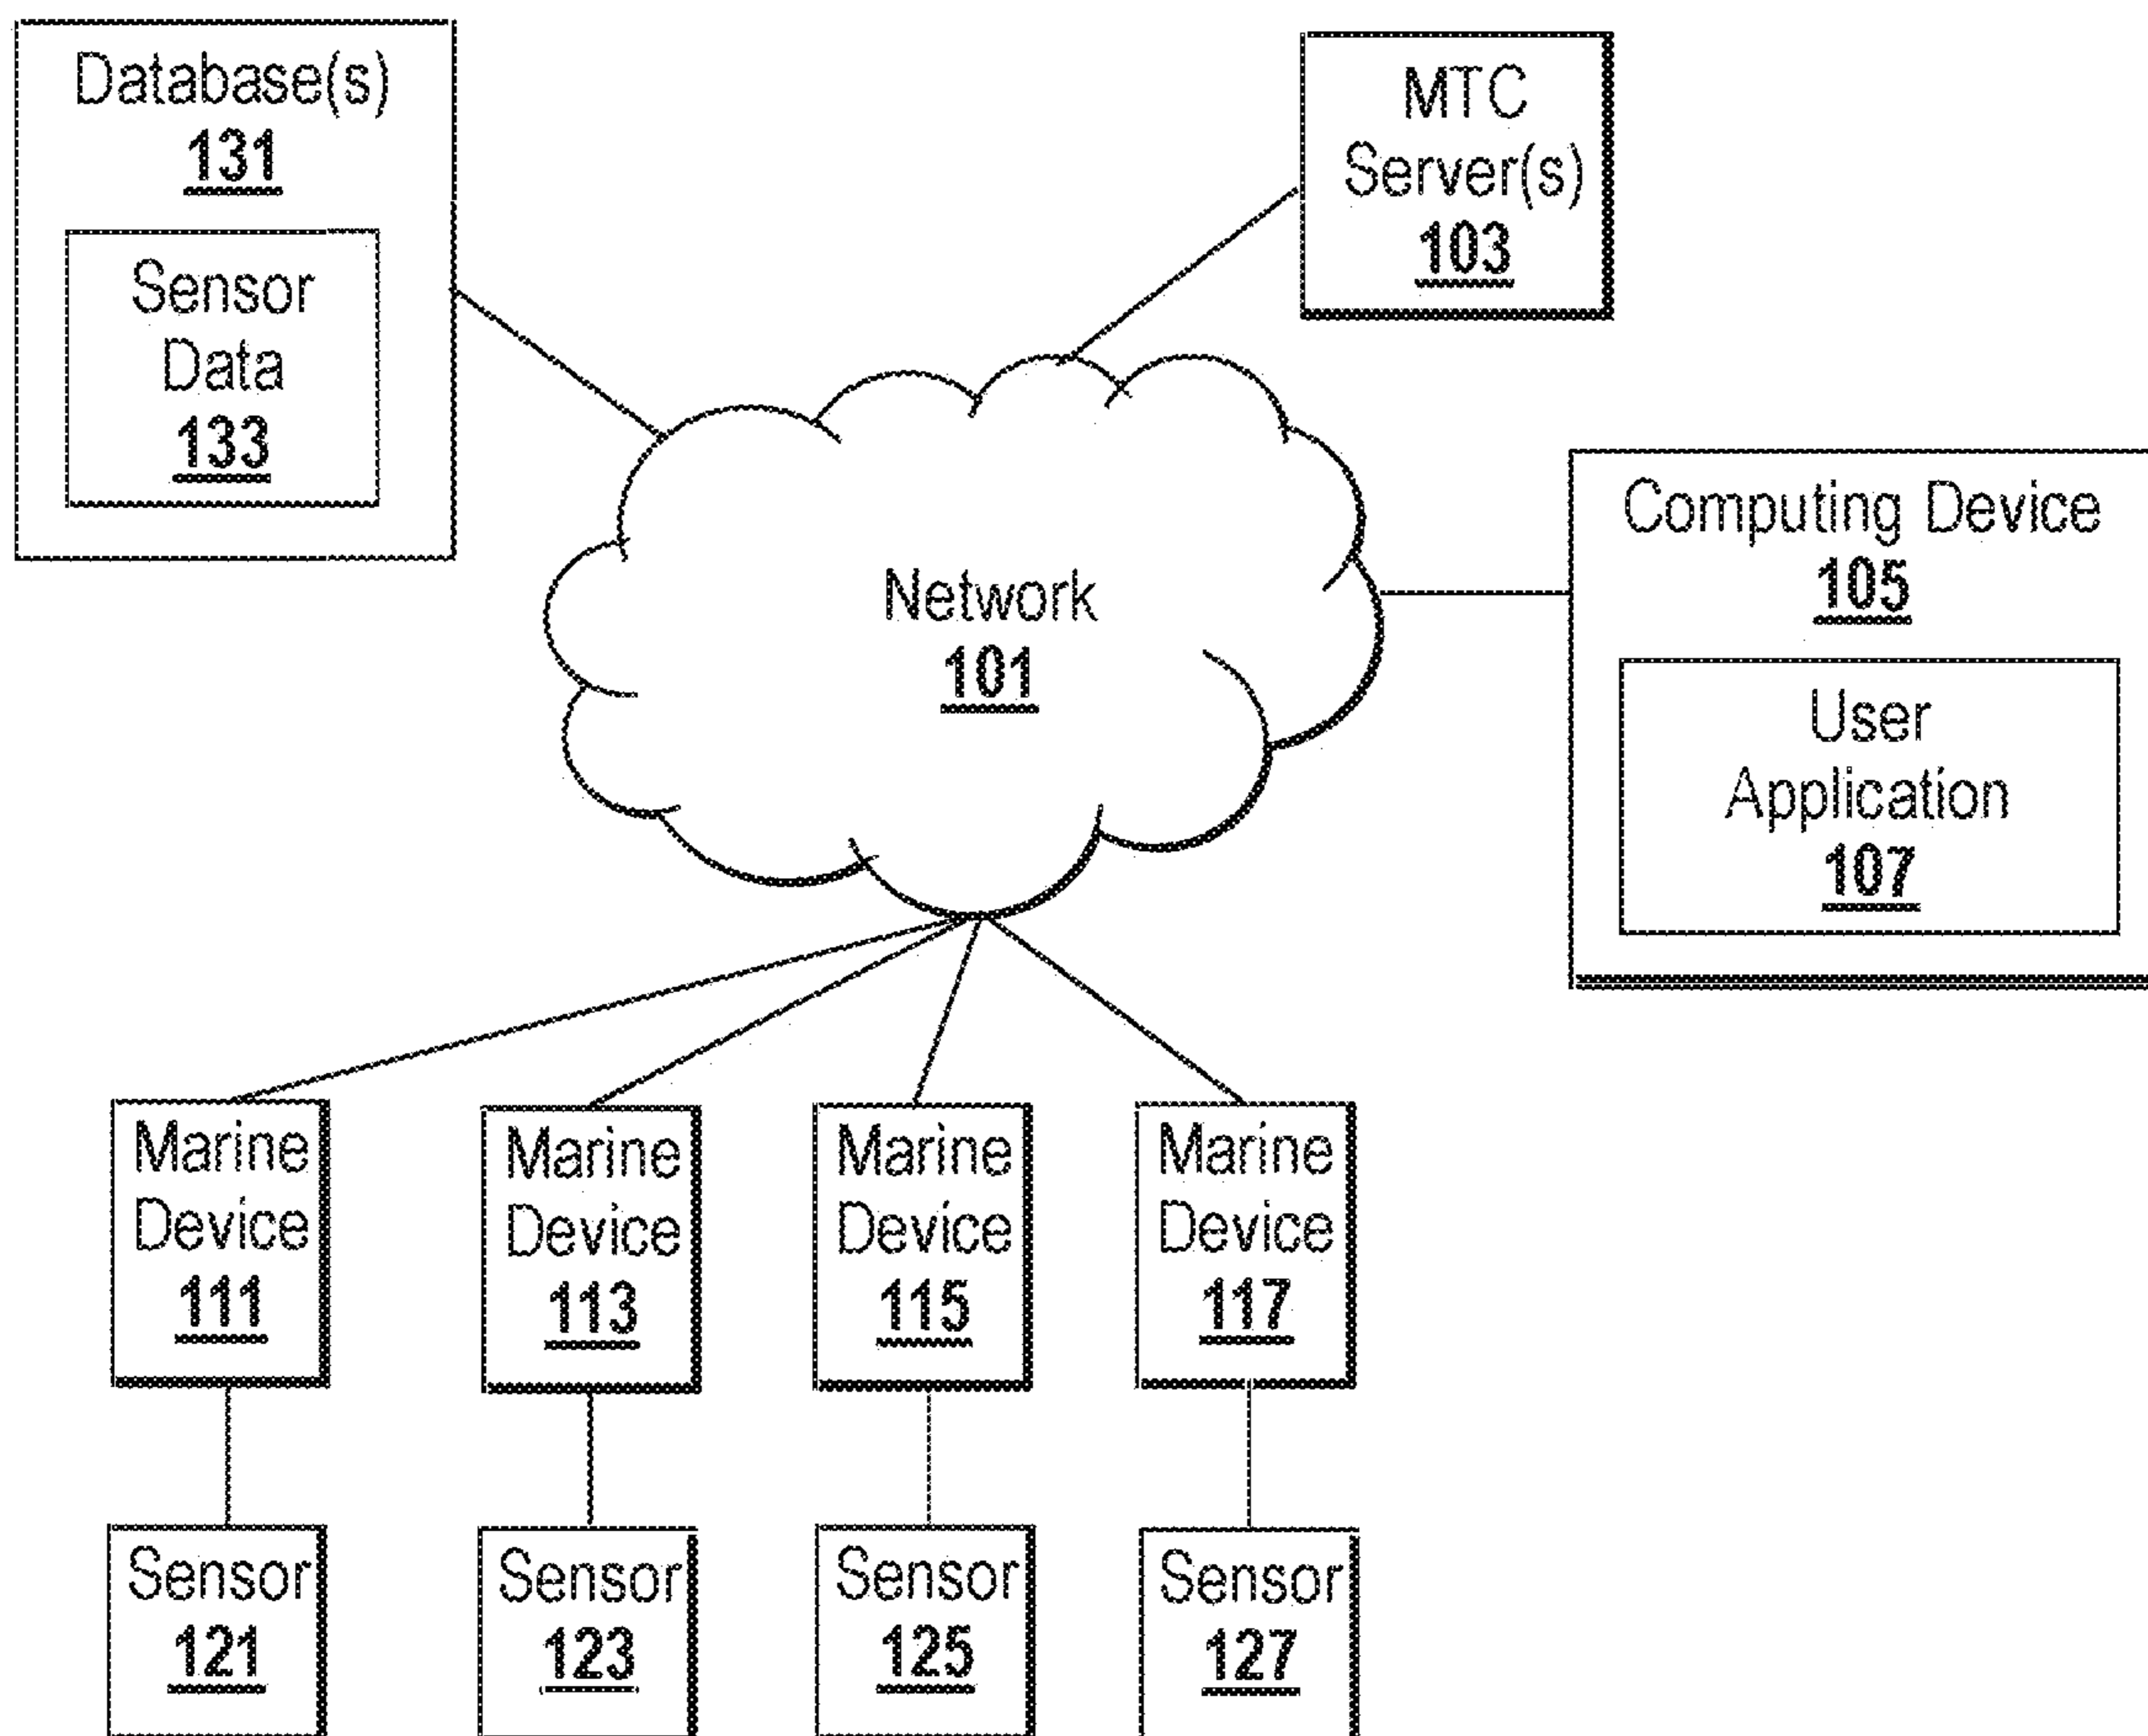 Database(s)
131
Sensor
Data
133
MTC
Server(s)
103
Network
101
Computing Device
105
User
Application
107
Marine
Device
111
Marine
Device
113
Marine
Device
115
Marine
Device
117
Sensor
121
Sensor
123
Sensor
125
Sensor
127